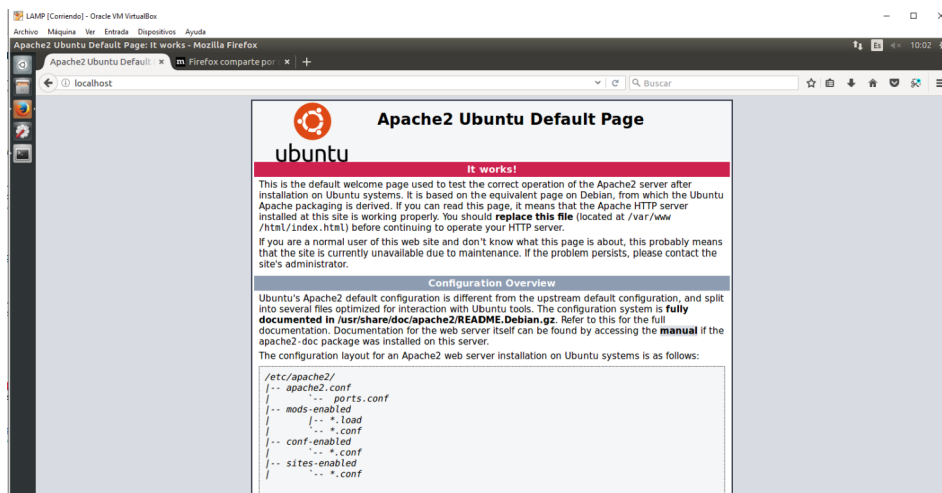 LAMP [Corriendo] - Oracle VM VirtualBox
Archivo Máquina Ver Entrada Dispositivos Ayuda
Apache2 Ubuntu Default Page: It works - Mozilla Firefox
Es
10:02
Apache2 Ubuntu Default
Firefox comparte por
localhost
Buscar
Apache2 Ubuntu Default Page
ubuntu
It works!
This is the default welcome page used to test the correct operation of the Apache2 server after
installation on Ubuntu systems. It is based on the equivalent page on Debian, from which the Ubuntu
Apache packaging is derived. If you can read this page, it means that the Apache HTTP server
installed at this site is working properly. You should replace this file (located at /var/www
/html/index.html) before continuing to operate your HTTP server.
If you are a normal user of this web site and don't know what this page is about, this probably means
that the site is currently unavailable due to maintenance. If the problem persists, please contact the
site's administrator.
Configuration Overview
Ubuntu's Apache2 default configuration is different from the upstream default configuration, and split
into several files optimized for interaction with Ubuntu tools. The configuration system is fully
documented in /usr/share/doc/apache2/README.Debian.gz. Refer to this for the full
documentation. Documentation for the web server itself can be found by accessing the manual if the
apache2-doc package was installed on this server.
The configuration layout for an Apache2 web server installation on Ubuntu systems is as follows:
/etc/apache2/
|-- apache2.conf
|       `--  ports.conf
|-- mods-enabled
|       |-- *.load
|       `-- *.conf
|-- conf-enabled
|       `-- *.conf
|-- sites-enabled
|       `-- *.conf